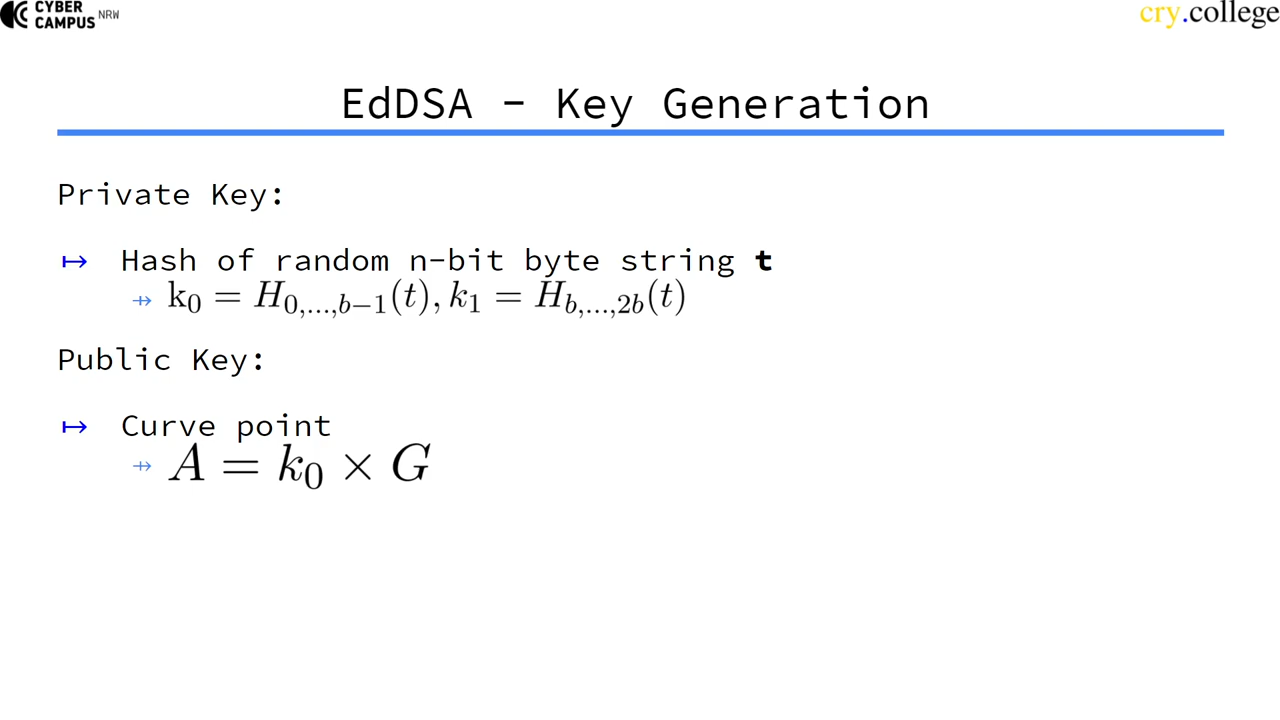 CYBER
CAMPUS NRW
cry.college
EdDSA - Key Generation
Private Key:
↦ Hash of random n-bit byte string t
⇸ k₀ = H₀,...,b−1(t), k₁ = H_b,...,2b(t)
Public Key:
↦ Curve point
⇸ A = k₀ × G